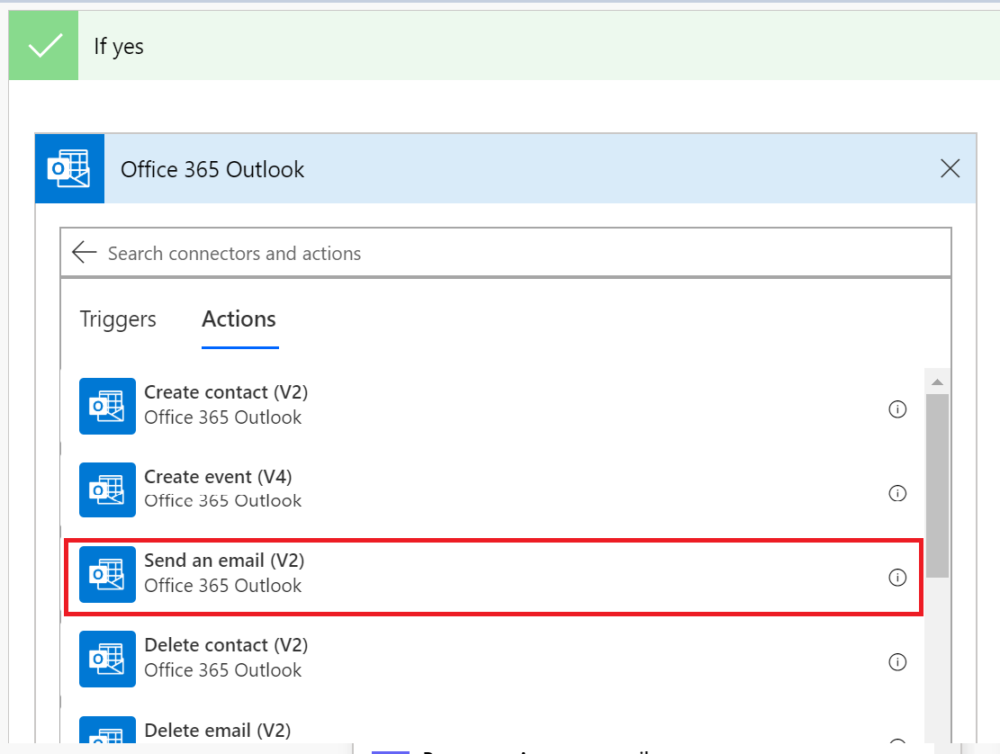 If yes
Office 365 Outlook
Search connectors and actions
Triggers Actions
Create contact (V2)
Office 365 Outlook
Create event (V4)
Office 365 Outlook
Send an email (V2)
Office 365 Outlook
Delete contact (V2)
Office 365 Outlook
Delete email (V2)